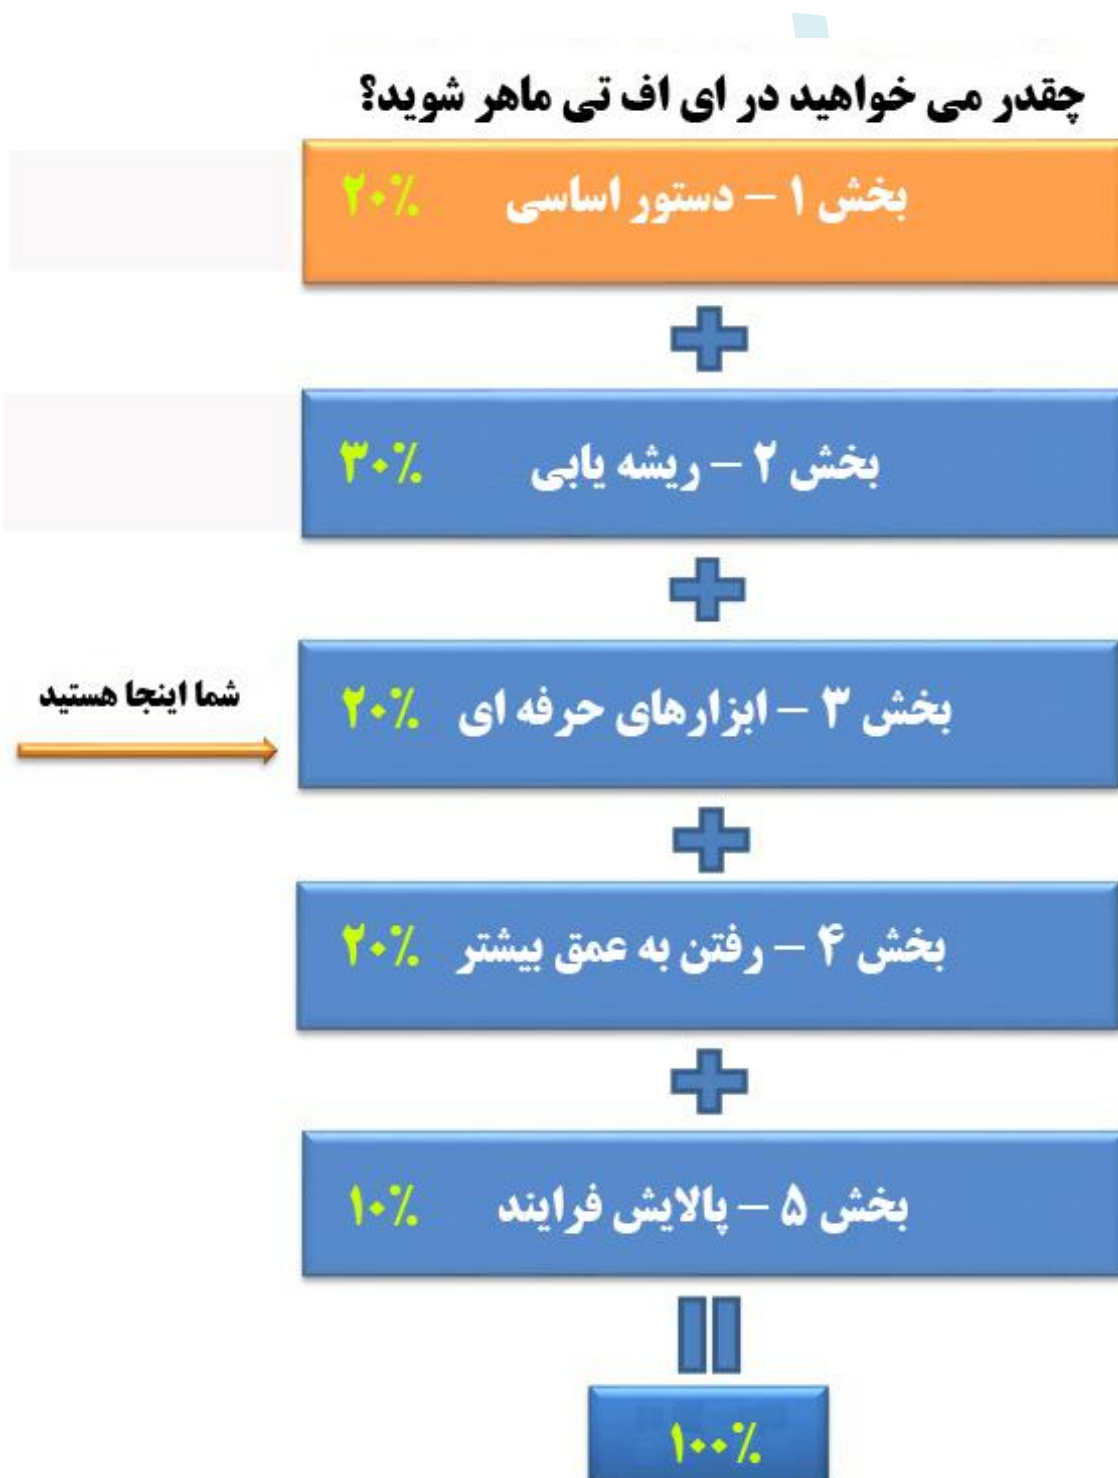 چقدر می خواهید در ای اف تی ماهر شوید؟
بخش ۱ – دستور اساسی ۲۰%
بخش ۲ – ریشه یابی ۳۰%
شما اینجا هستید
بخش ۳ – ابزارهای حرفه ای ۲۰%
بخش ۴ – رفتن به عمق بیشتر ۲۰%
بخش ۵ – پالایش فرایند ۱۰%
۱۰۰%